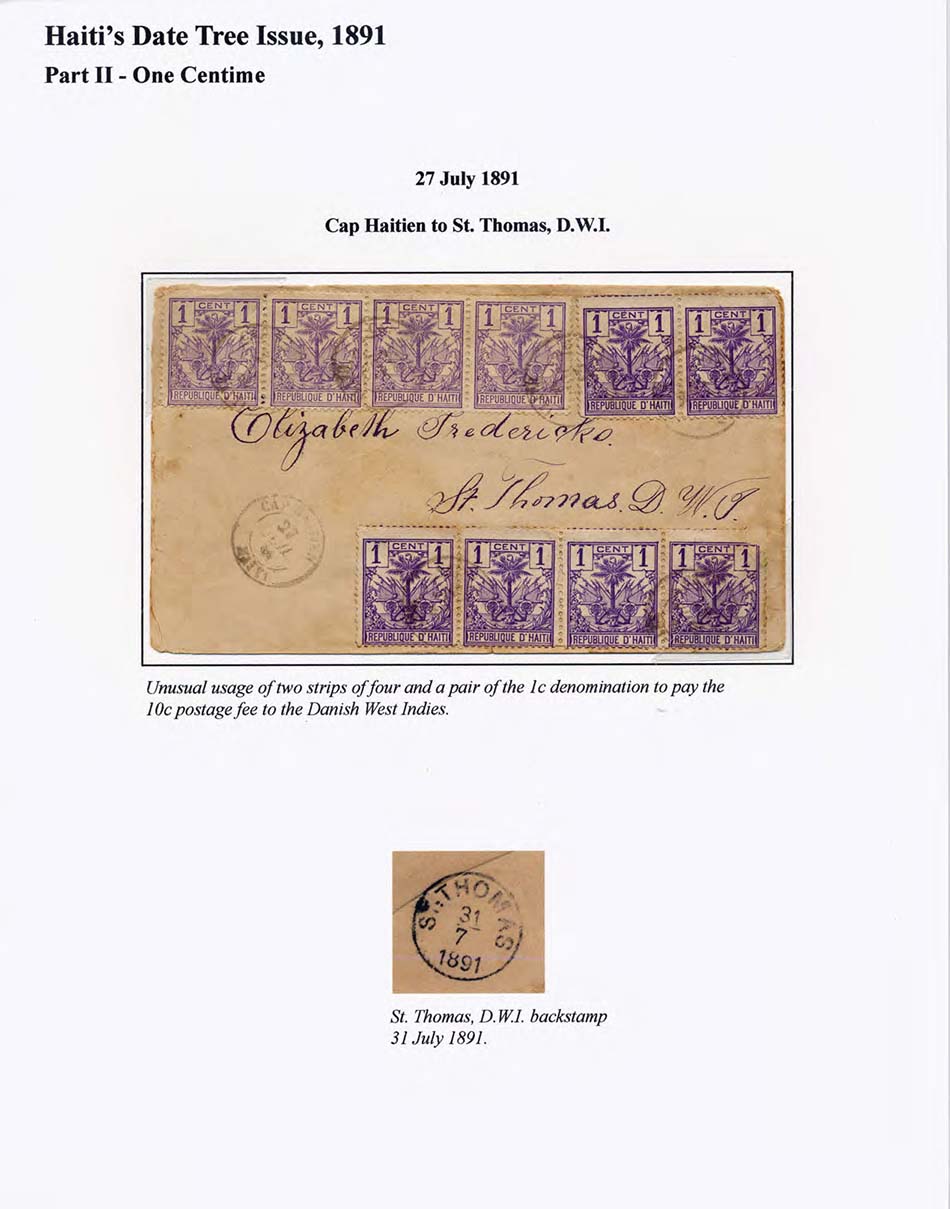 Haiti's Date Tree Issue, 1891
Part II - One Centime
27 July 1891
Cap Haitien to St. Thomas, D.W.I.
1 CENT 1 1 CENT 1 1 CENT 1 1 CENT 1 1 CENT 1 1 CENT 1
REPUBLIQUE D'HAITI REPUBLIQUE D'HAITI REPUBLIQUE D'HAITI REPUBLIQUE D'HAITI REPUBLIQUE D'HAITI REPUBLIQUE D'HAITI
Elizabeth Fredericks.
St. Thomas. D. W. I.
CAP
27
1 CENT 1 1 CENT 1 1 CENT 1 1 CENT 1
REPUBLIQUE D'HAITI REPUBLIQUE D'HAITI REPUBLIQUE D'HAITI REPUBLIQUE D'HAITI
Unusual usage of two strips of four and a pair of the 1c denomination to pay the
10c postage fee to the Danish West Indies.
ST. THOMAS
31
7
1891
St. Thomas, D.W.I. backstamp
31 July 1891.